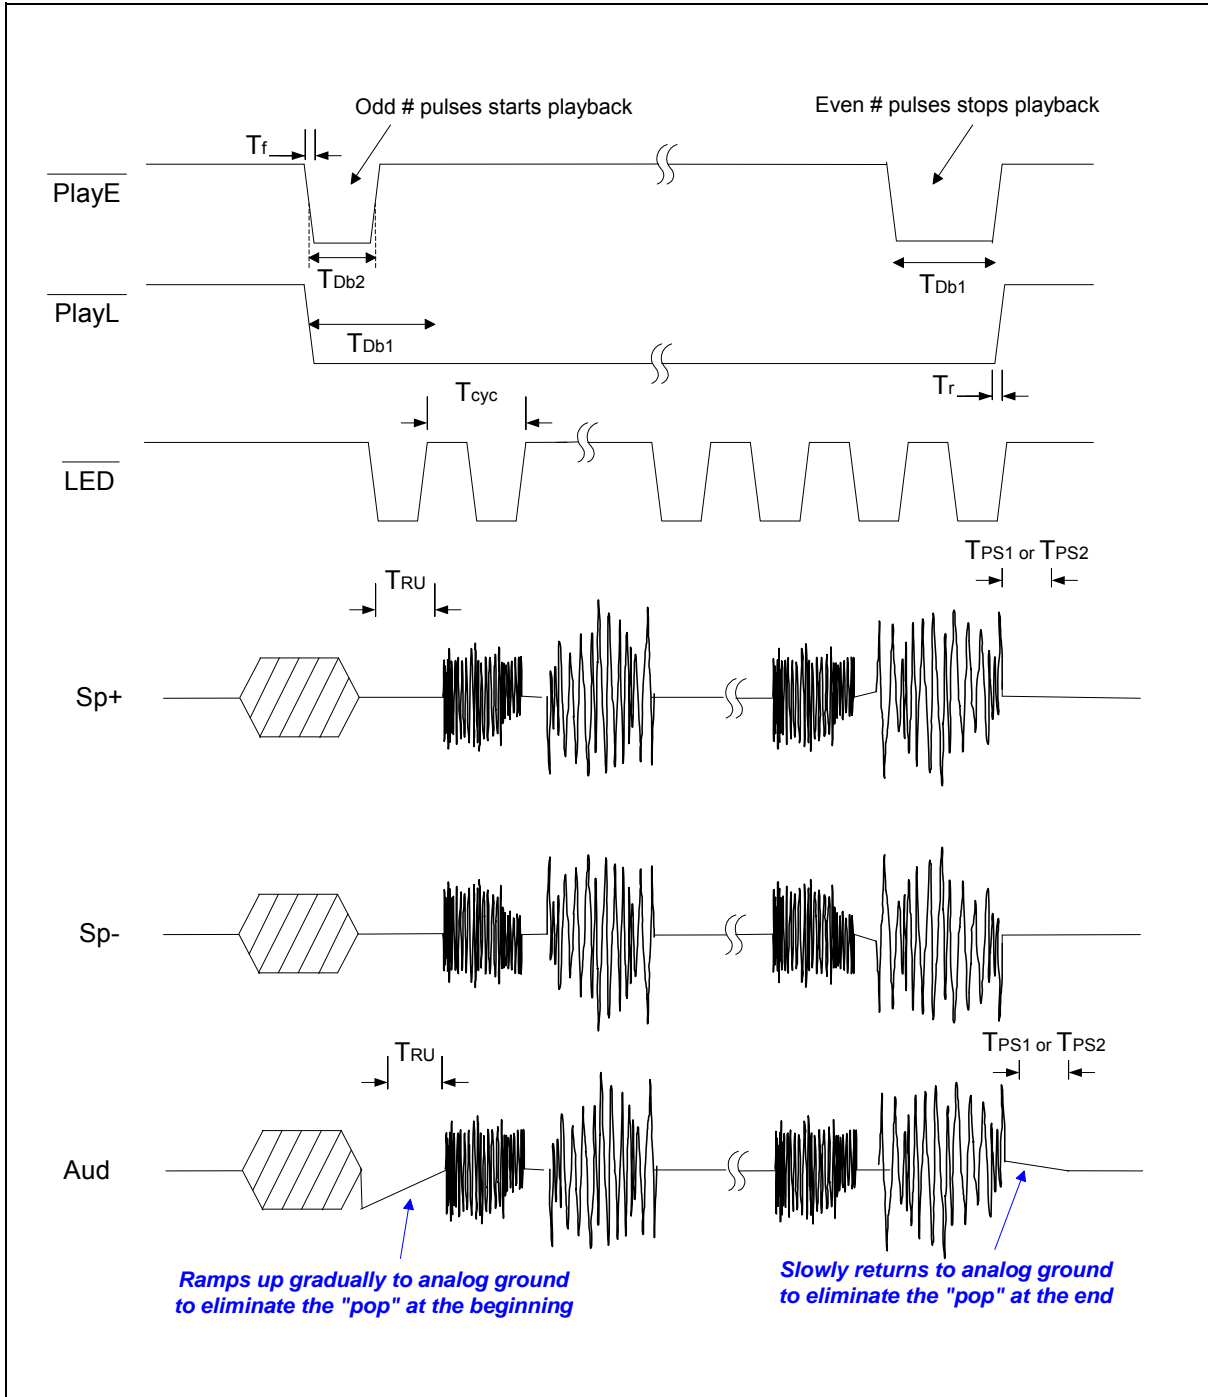 Odd # pulses starts playback
Even # pulses stops playback
Tf
PlayE
TDb2
TDb1
PlayL
TDb1
Tr
Tcyc
LED
TPS1 or TPS2
TRU
Sp+
Sp-
TRU
TPS1 or TPS2
Aud
Ramps up gradually to analog ground
to eliminate the "pop" at the beginning
Slowly returns to analog ground
to eliminate the "pop" at the end